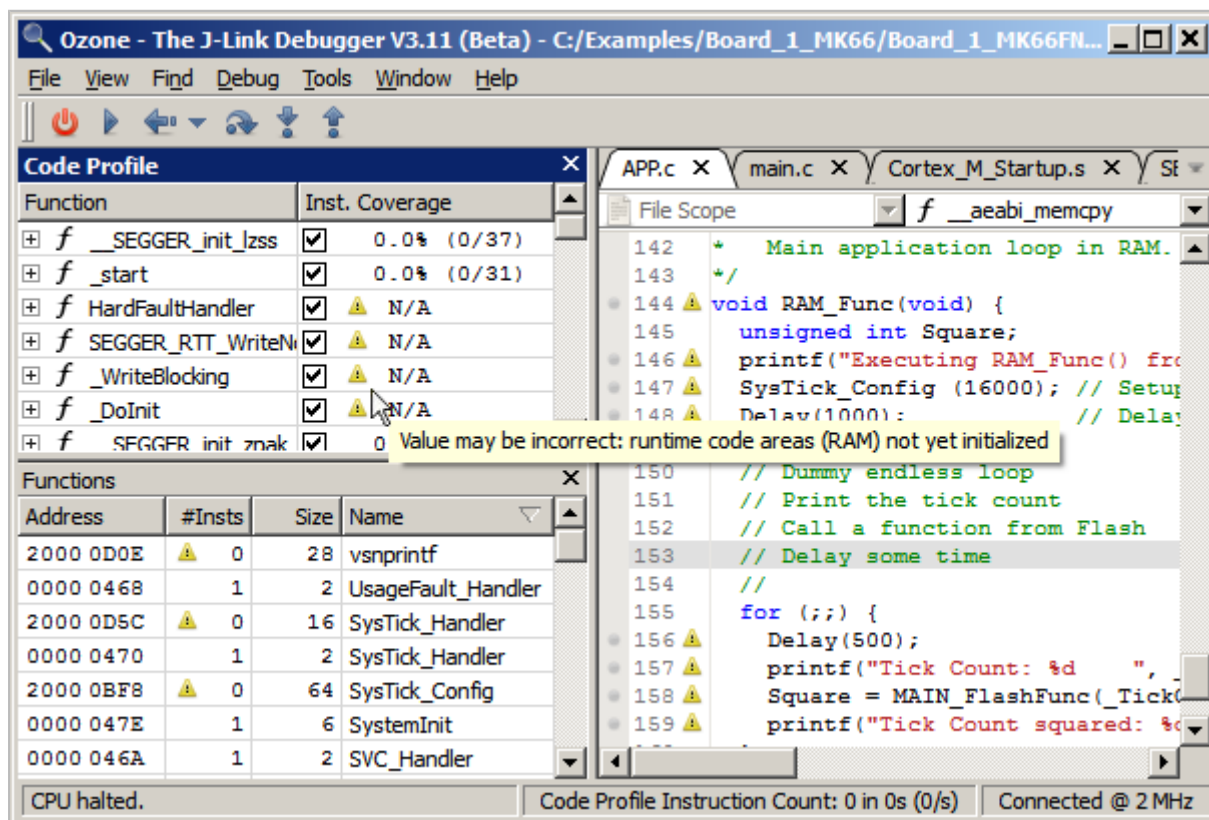 Ozone - The J-Link Debugger V3.11 (Beta) - C:/Examples/Board_1_MK66/Board_1_MK66FN...
File View Find Debug Tools Window Help
Code Profile
Function Inst. Coverage
__SEGGER_init_lzss 0.0% (0/37)
_start 0.0% (0/31)
HardFaultHandler N/A
SEGGER_RTT_WriteN N/A
_WriteBlocking N/A
_DoInit N/A
Value may be incorrect: runtime code areas (RAM) not yet initialized
Functions
Address #Insts Size Name
2000 0D0E 0 28 vsnprintf
0000 0468 1 2 UsageFault_Handler
2000 0D5C 0 16 SysTick_Handler
0000 0470 1 2 SysTick_Handler
2000 0BF8 0 64 SysTick_Config
0000 047E 1 6 SystemInit
0000 046A 1 2 SVC_Handler
APP.c main.c Cortex_M_Startup.s
File Scope f __aeabi_memcpy
142 * Main application loop in RAM.
143 */
144 void RAM_Func(void) {
145 unsigned int Square;
146 printf("Executing RAM_Func() fro
147 SysTick_Config (16000); // Setup
148 Delay(1000); // Delay
150 // Dummy endless loop
151 // Print the tick count
152 // Call a function from Flash
153 // Delay some time
154 //
155 for (;;) {
156 Delay(500);
157 printf("Tick Count: %d ", _
158 Square = MAIN_FlashFunc(_TickC
159 printf("Tick Count squared: %d
CPU halted.
Code Profile Instruction Count: 0 in 0s (0/s)
Connected @ 2 MHz